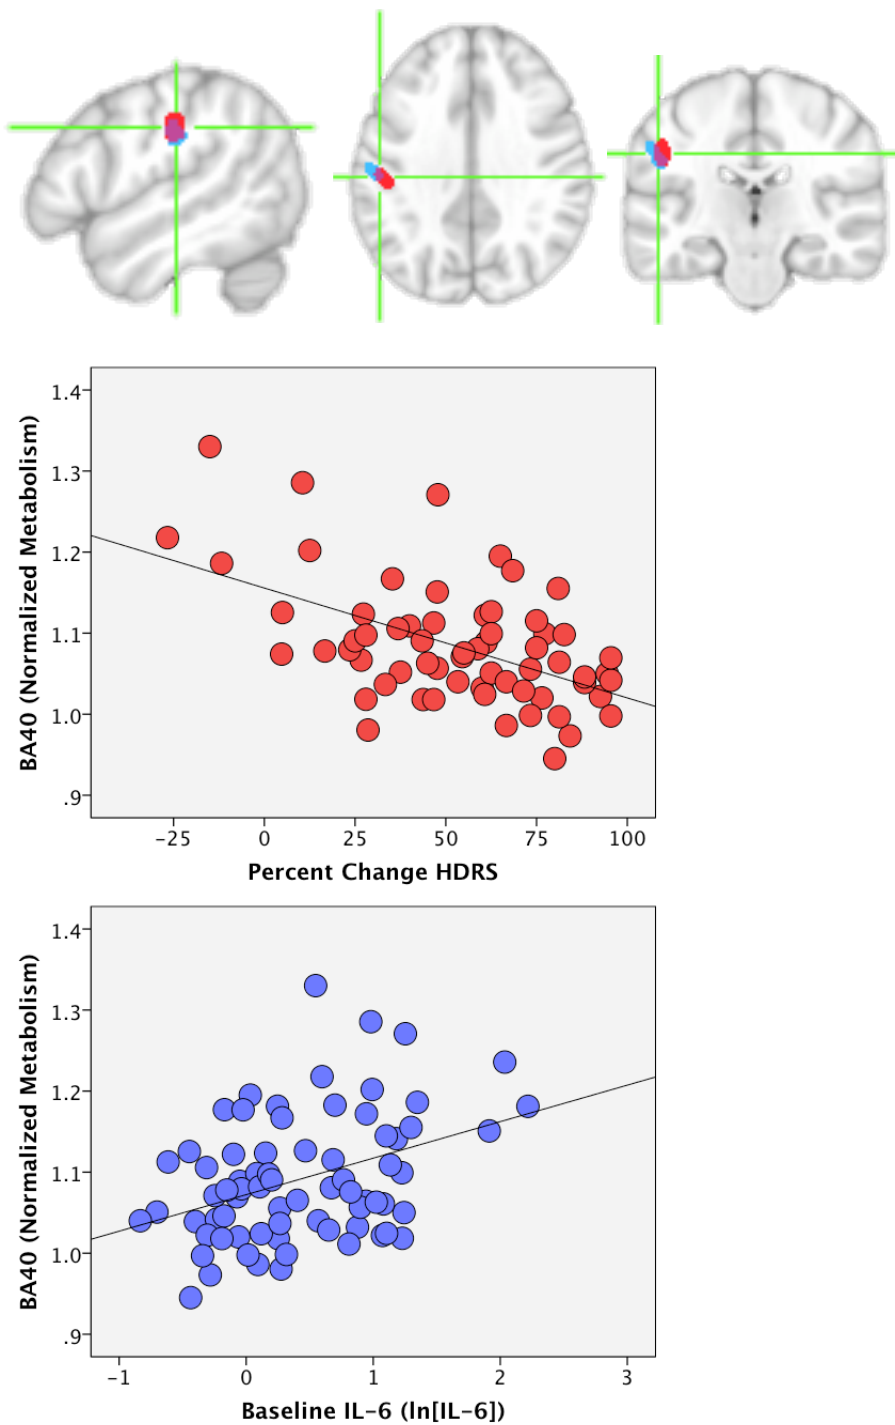 BA40 (Normalized Metabolism)
1.4
1.3
1.2
1.1
1.0
.9
−25 0 25 50 75 100
Percent Change HDRS
BA40 (Normalized Metabolism)
1.4
1.3
1.2
1.1
1.0
.9
−1 0 1 2 3
Baseline IL−6 (ln[IL−6])